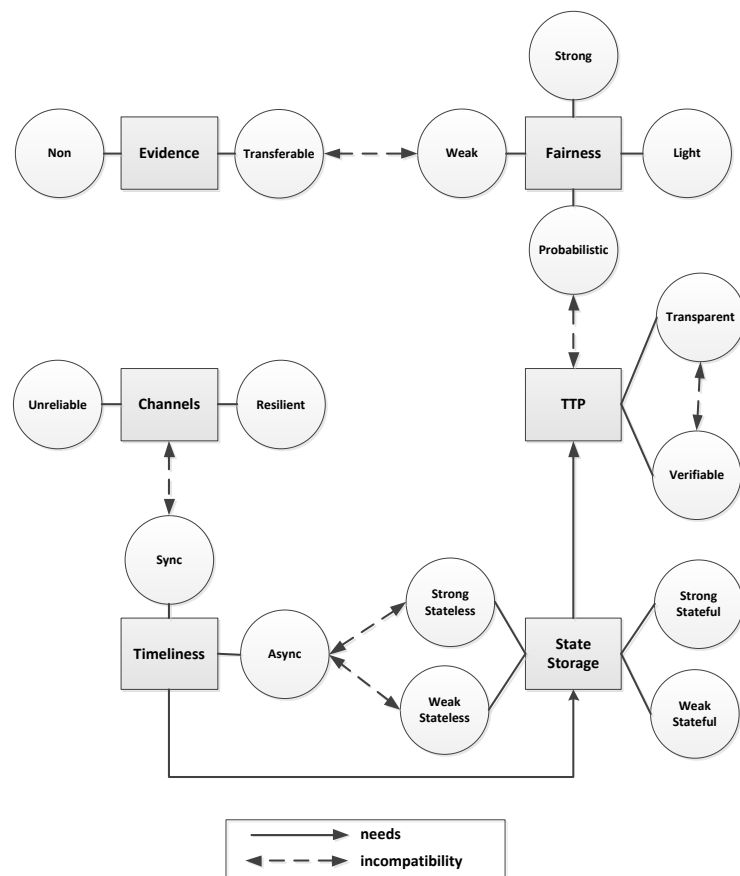 Strong
Non
Evidence
Transferable
Weak
Fairness
Light
Probabilistic
Transparent
Unreliable
Channels
Resilient
TTP
Verifiable
Sync
Strong
Stateless
Strong
Stateful
Timeliness
Async
State
Storage
Weak
Stateless
Weak
Stateful
needs
incompatibility